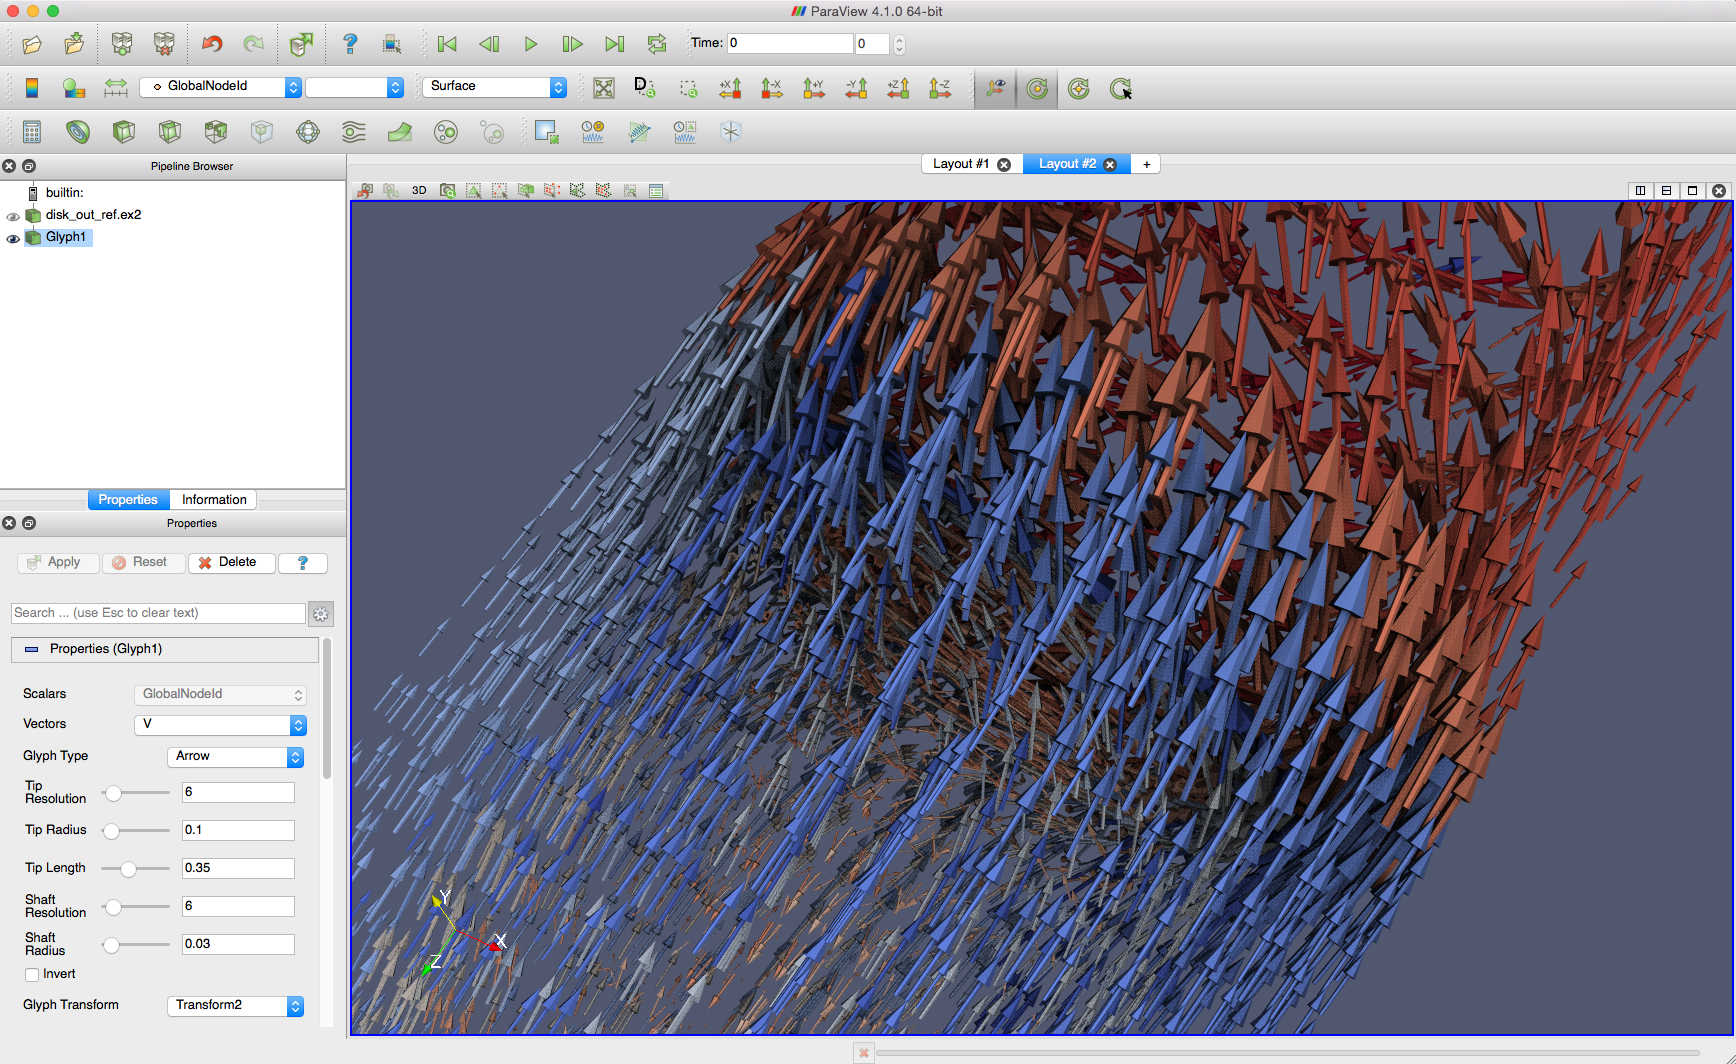 ParaView 4.1.0 64-bit
Time: 0 0
GlobalNodeId Surface D +X -X +Y -Y +Z -Z
Pipeline Browser
Layout #1 Layout #2 +
builtin:
disk_out_ref.ex2
Glyph1
3D
Properties Information
Properties
Apply Reset Delete ?
Search ... (use Esc to clear text)
Properties (Glyph1)
Scalars GlobalNodeId
Vectors V
Glyph Type Arrow
Tip
Resolution 6
Tip Radius 0.1
Tip Length 0.35
Shaft
Resolution 6
Shaft
Radius 0.03
Invert
Glyph Transform Transform2
Y
X
Z